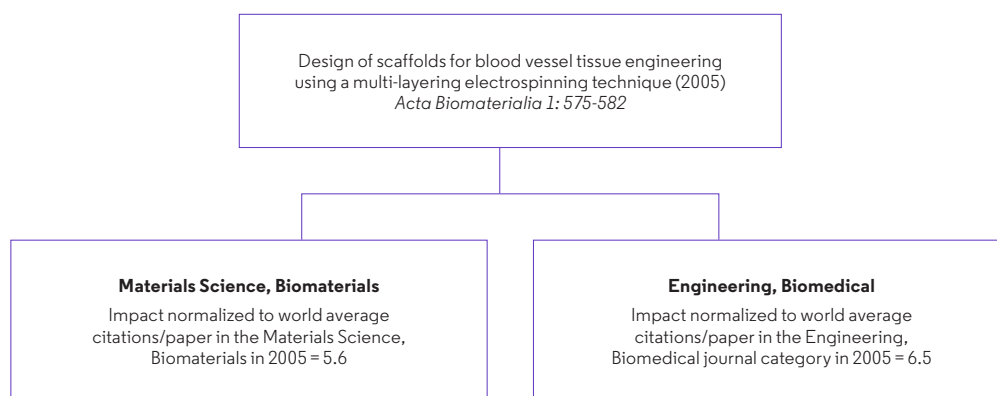 Design of scaffolds for blood vessel tissue engineering
using a multi-layering electrospinning technique (2005)
Acta Biomaterialia 1: 575-582
Materials Science, Biomaterials
Impact normalized to world average
citations/paper in the Materials Science,
Biomaterials in 2005 = 5.6
Engineering, Biomedical
Impact normalized to world average
citations/paper in the Engineering,
Biomedical journal category in 2005 = 6.5